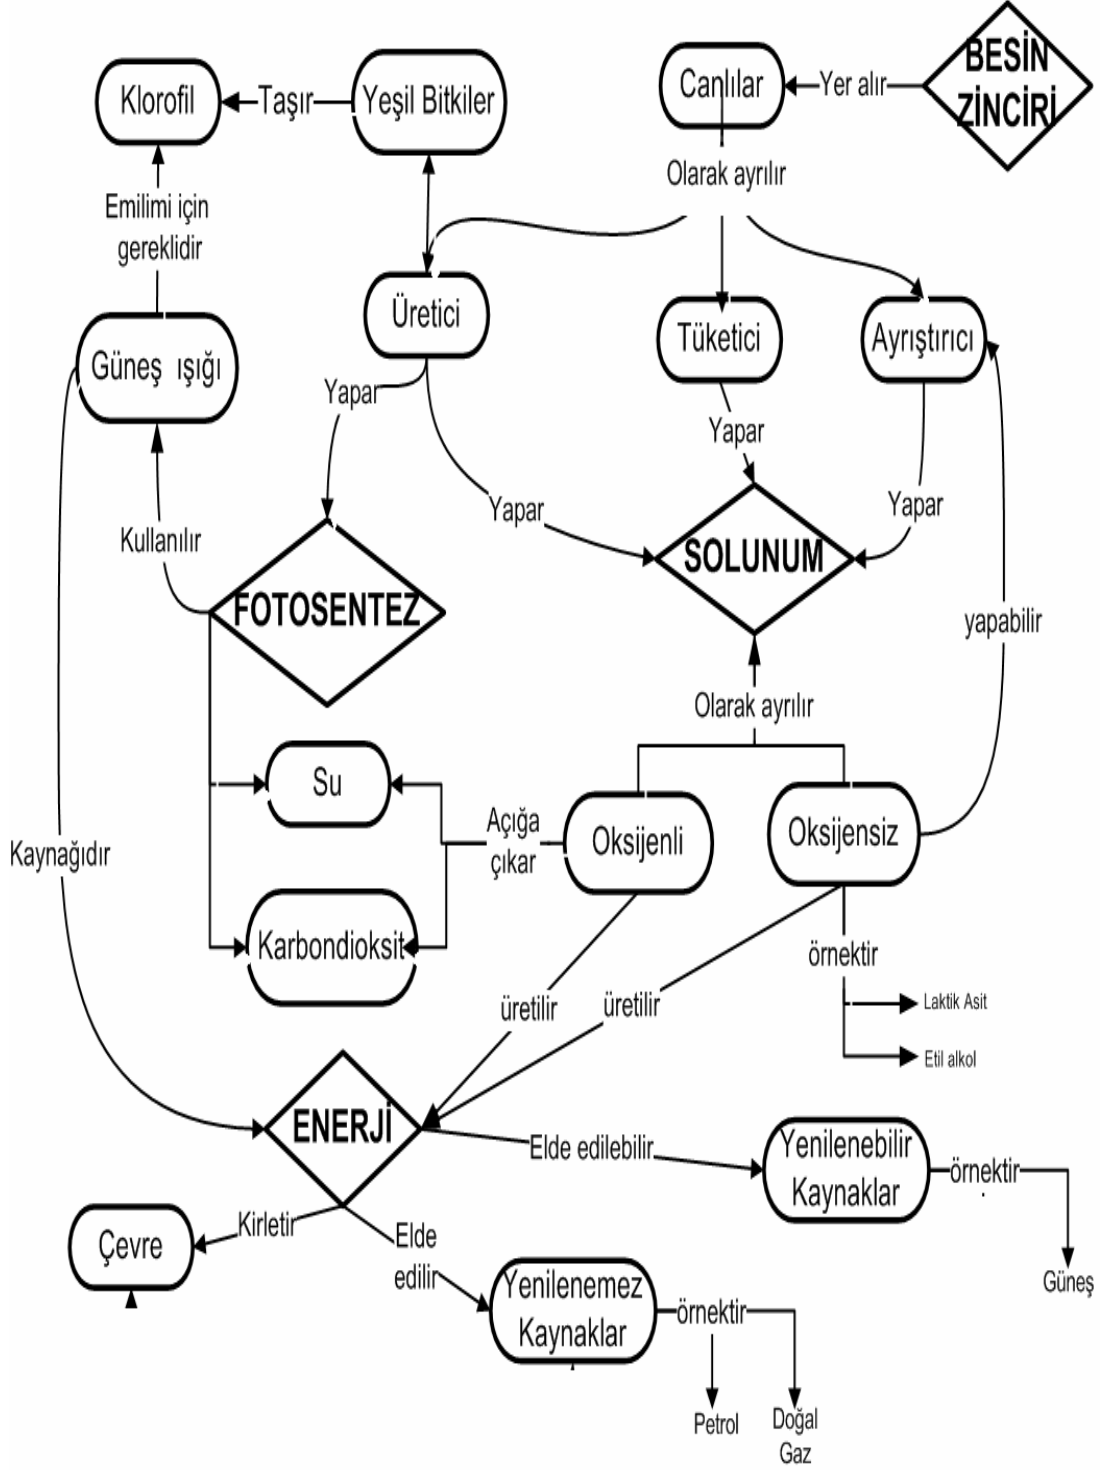 BESİN
ZİNCİRİ
Yer alır
Canlılar
Yeşil Bitkiler
Taşır
Klorofil
Olarak ayrılır
Emilimi için
gereklidir
Üretici
Tüketici
Ayrıştırıcı
Güneş ışığı
Yapar
Yapar
Yapar
Yapar
Kullanılır
SOLUNUM
FOTOSENTEZ
yapabilir
Olarak ayrılır
Su
Açığa
çıkar
Oksijenli
Oksijensiz
Kaynağıdır
Karbondioksit
örnektir
üretilir
üretilir
Laktik Asit
Etil alkol
ENERJİ
Elde edilebilir
Yenilenebilir
Kaynaklar
örnektir
Güneş
Kirletir
Çevre
Elde
edilir
Yenilenemez
Kaynaklar
örnektir
Petrol
Doğal
Gaz